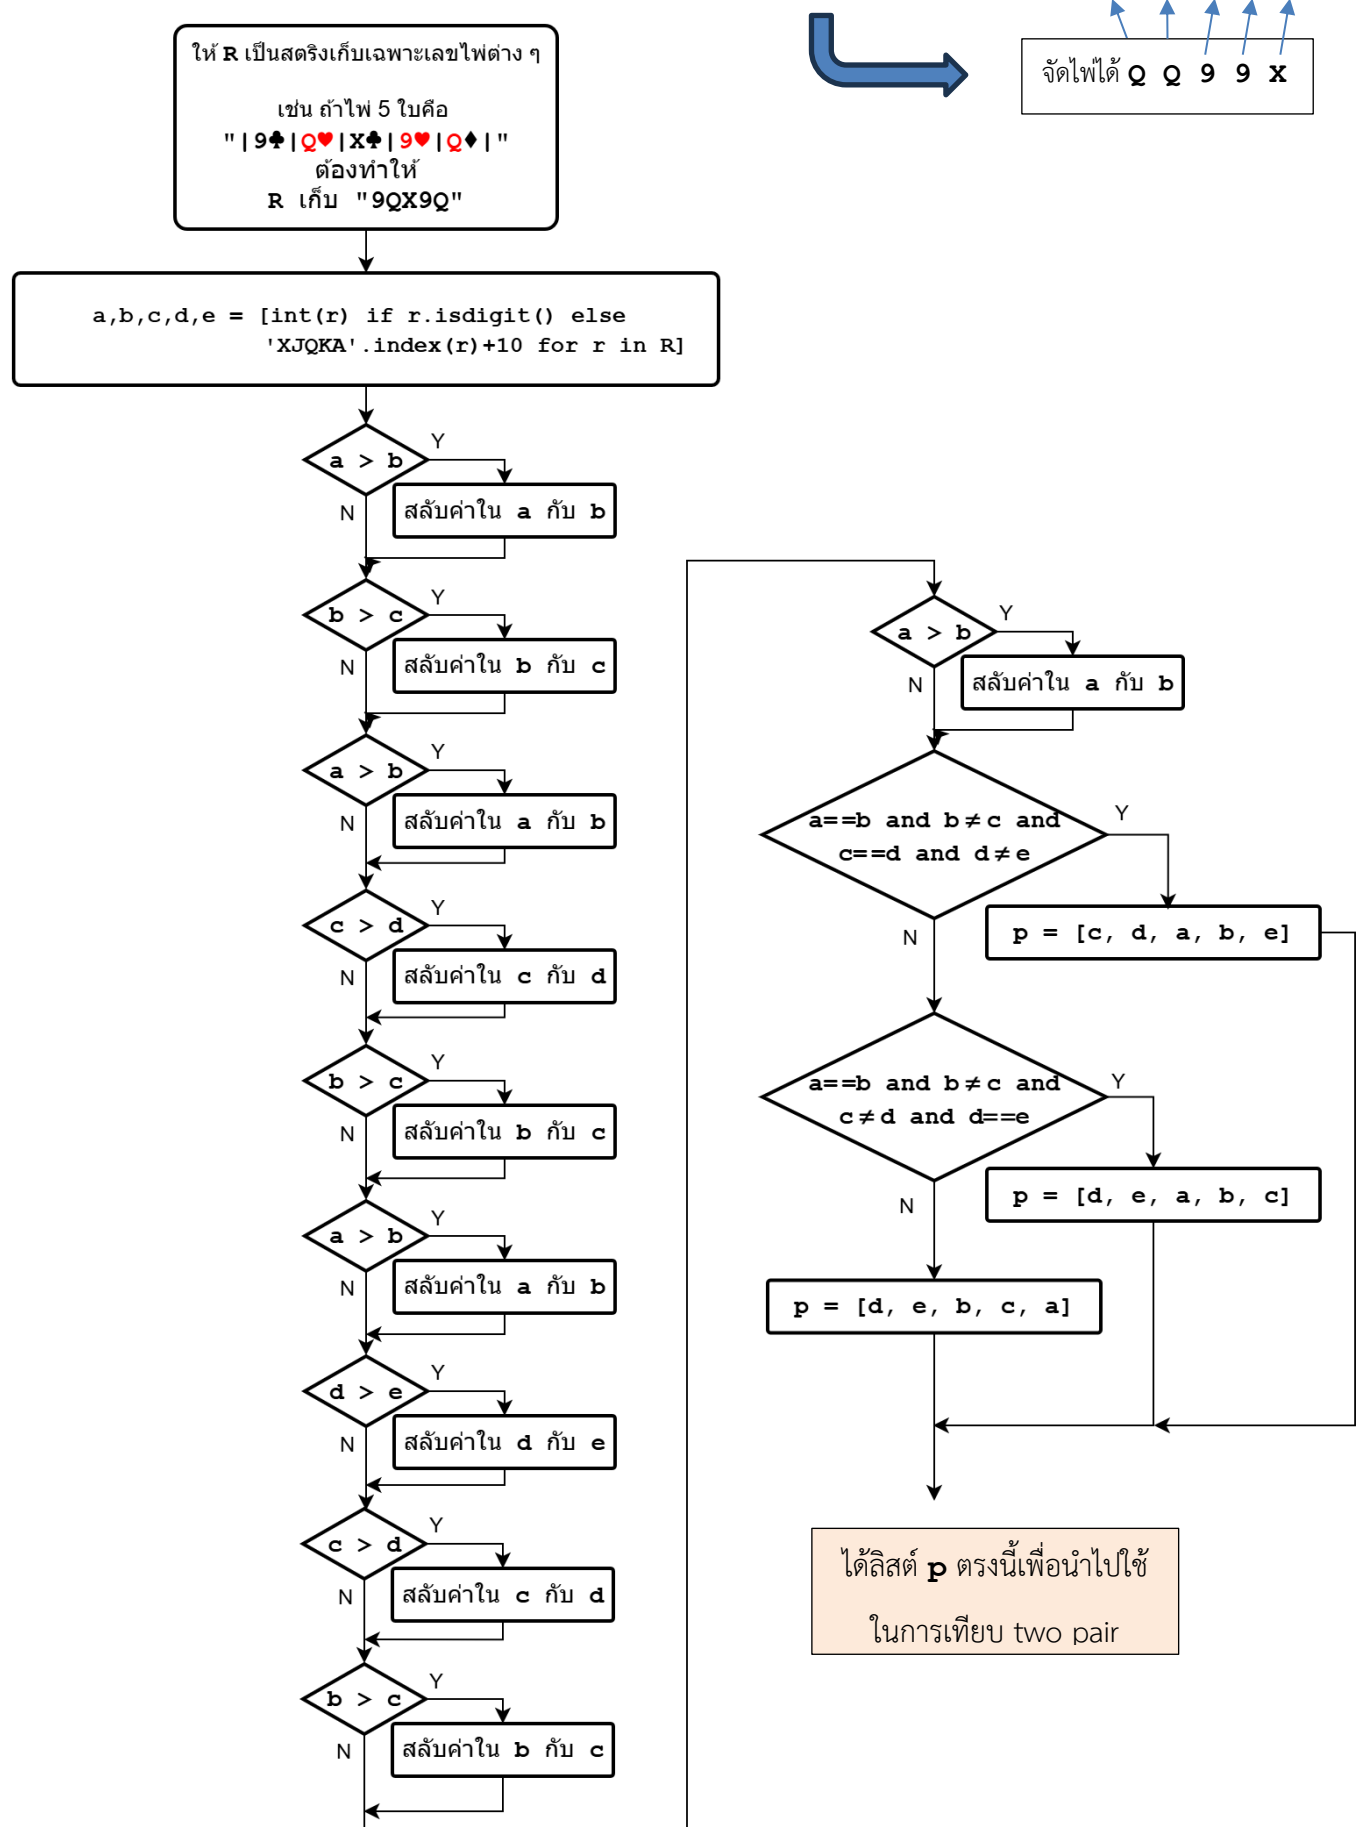 จัดไพ่ได้ Q Q 9 9 X
ให้ R เป็นสตริงเก็บเฉพาะเลขไพ่ต่าง ๆ
เช่น ถ้าไพ่ 5 ใบคือ
"|9♣|Q♥|X♣|9♥|Q♦|"
ต้องทำให้
R เก็บ "9QX9Q"
a,b,c,d,e = [int(r) if r.isdigit() else
'XJQKA'.index(r)+10 for r in R]
a > b
Y
N
สลับค่าใน a กับ b
b > c
Y
N
สลับค่าใน b กับ c
a > b
Y
N
สลับค่าใน a กับ b
c > d
Y
N
สลับค่าใน c กับ d
b > c
Y
N
สลับค่าใน b กับ c
a > b
Y
N
สลับค่าใน a กับ b
d > e
Y
N
สลับค่าใน d กับ e
c > d
Y
N
สลับค่าใน c กับ d
b > c
Y
N
สลับค่าใน b กับ c
a > b
Y
N
สลับค่าใน a กับ b
a==b and b≠c and
c==d and d≠e
Y
N
p = [c, d, a, b, e]
a==b and b≠c and
c≠d and d==e
Y
N
p = [d, e, a, b, c]
p = [d, e, b, c, a]
ได้ลิสต์ p ตรงนี้เพื่อนำไปใช้
ในการเทียบ two pair